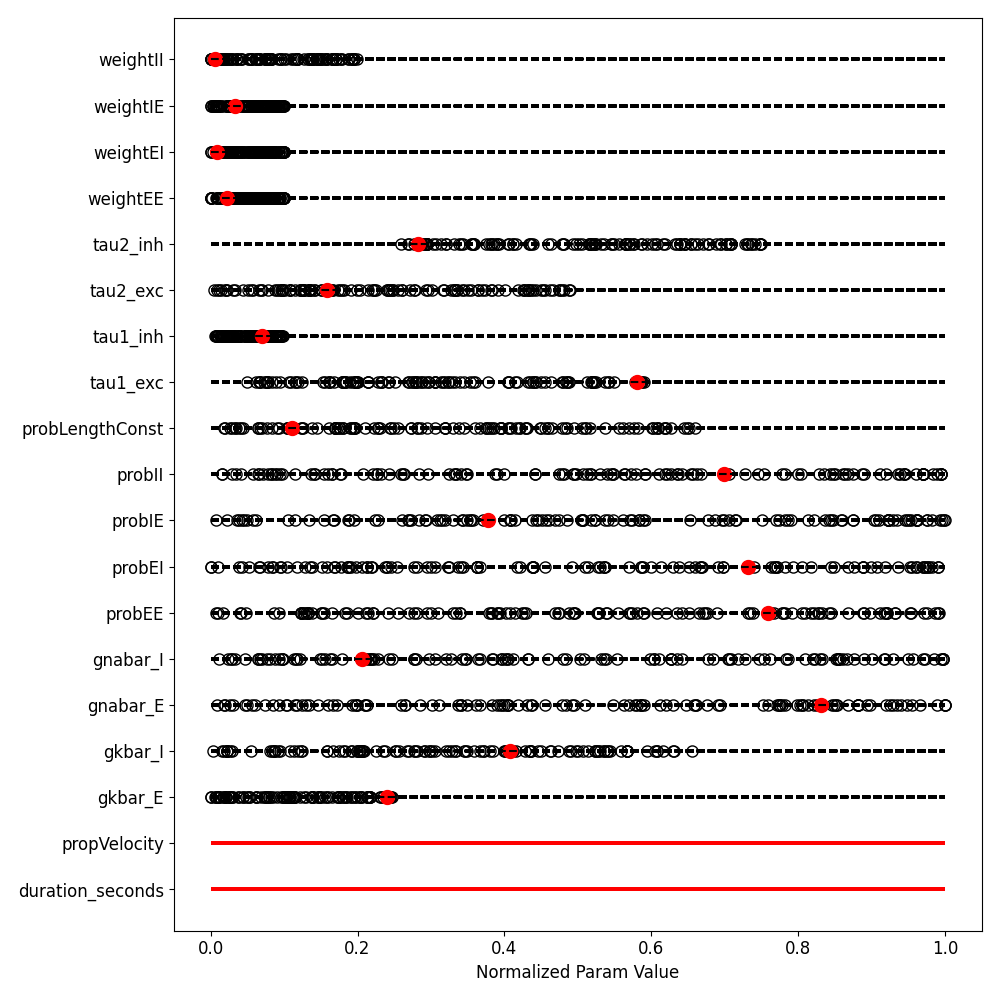 weightII
weightIE
weightEI
weightEE
tau2_inh
tau2_exc
tau1_inh
tau1_exc
probLengthConst
probII
probIE
probEI
probEE
gnabar_I
gnabar_E
gkbar_I
gkbar_E
propVelocity
duration_seconds
0.0 0.2 0.4 0.6 0.8 1.0
Normalized Param Value